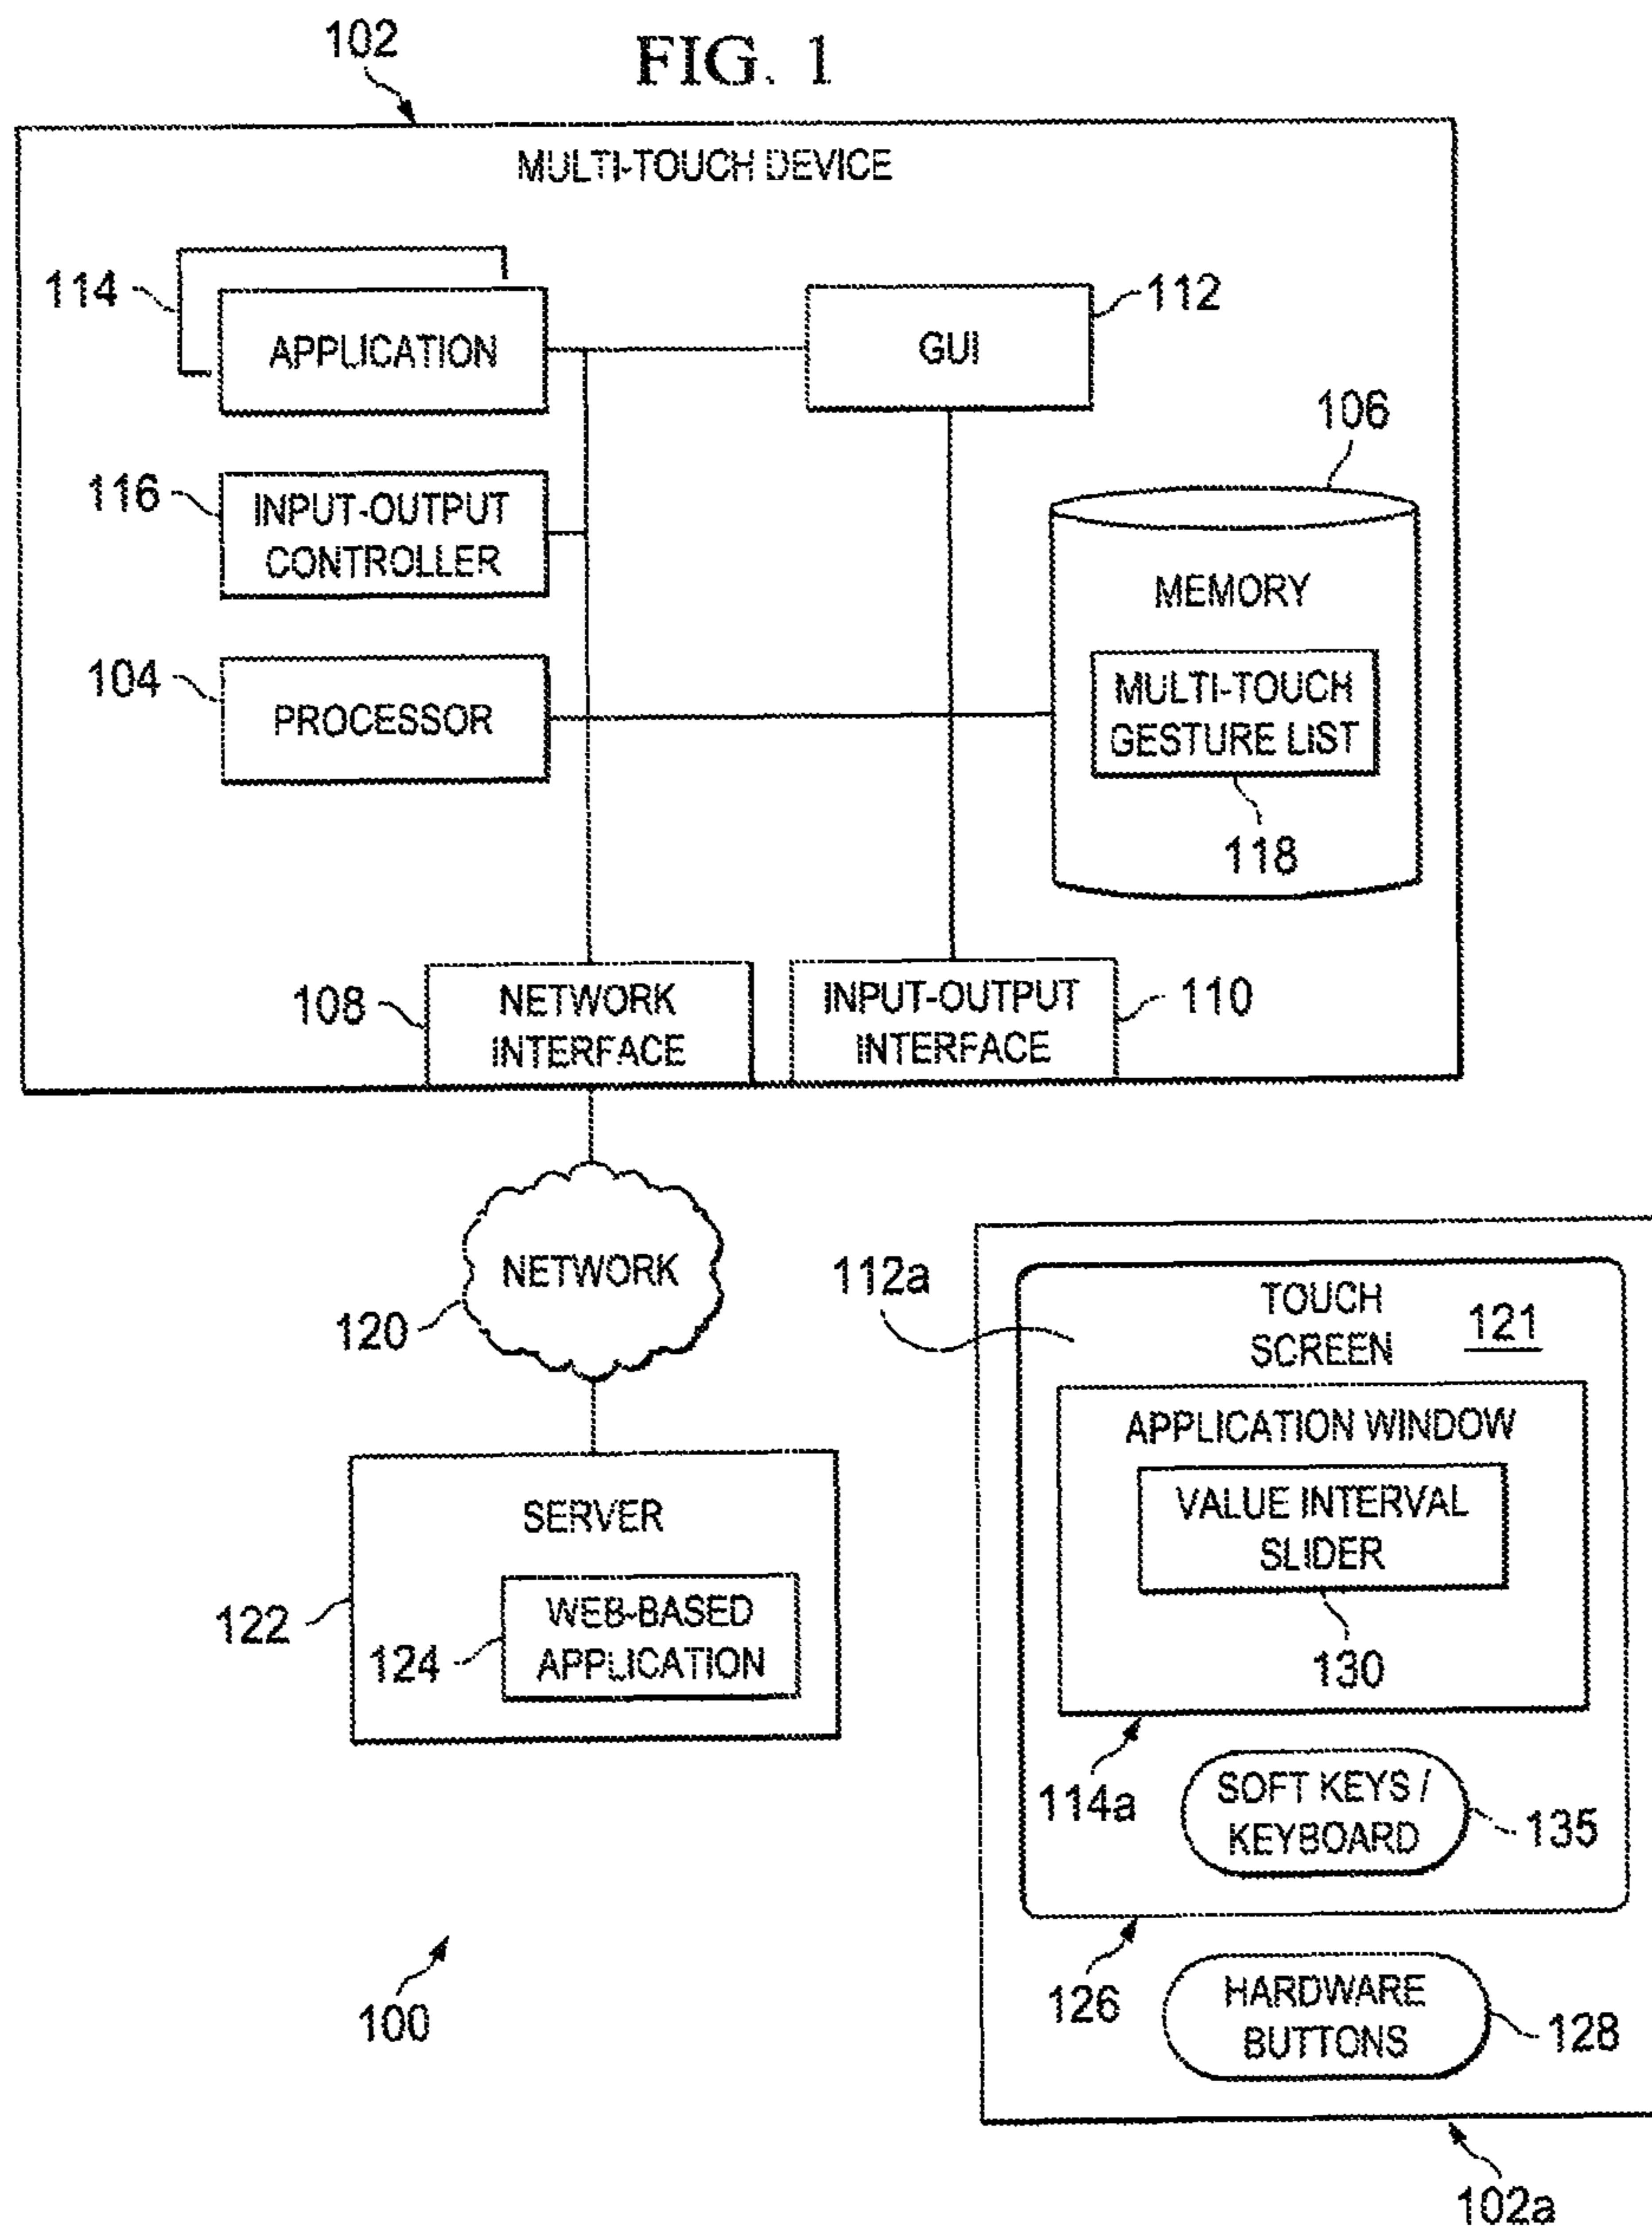 FIG. 1
102
MULTI-TOUCH DEVICE
114
APPLICATION
GUI
112
106
116
INPUT-OUTPUT
CONTROLLER
MEMORY
104
PROCESSOR
MULTI-TOUCH
GESTURE LIST
118
108
NETWORK
INTERFACE
INPUT-OUTPUT
INTERFACE
110
NETWORK
120
112a
TOUCH
SCREEN
121
APPLICATION WINDOW
VALUE INTERVAL
SLIDER
130
SERVER
122
124
WEB-BASED
APPLICATION
114a
SOFT KEYS /
KEYBOARD
135
126
HARDWARE
BUTTONS
128
100
102a